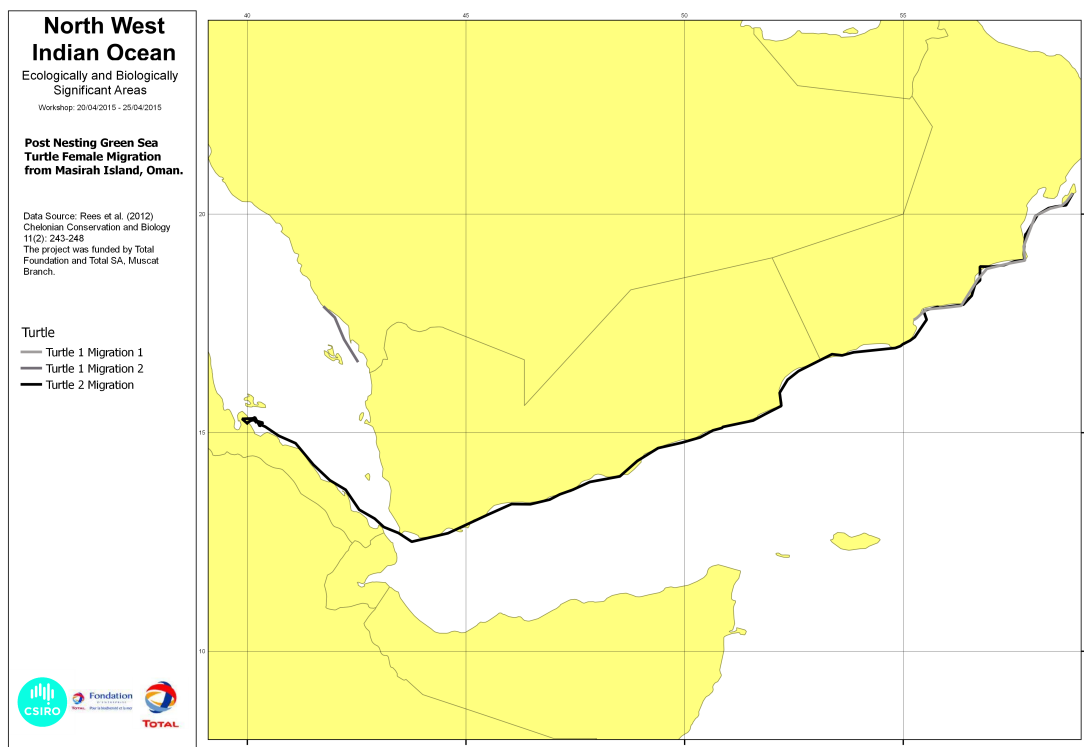 North West
Indian Ocean
Ecologically and Biologically
Significant Areas
Workshop: 20/04/2015 - 25/04/2015
Post Nesting Green Sea
Turtle Female Migration
from Masirah Island, Oman.
Data Source: Rees et al. (2012)
Chelonian Conservation and Biology
11(2): 243-248
The project was funded by Total
Foundation and Total SA, Muscat
Branch.
Turtle
Turtle 1 Migration 1
Turtle 1 Migration 2
Turtle 2 Migration
CSIRO
Fondation
TOTAL
40
45
50
55
20
15
10